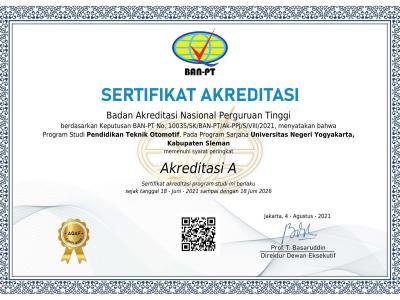 BAN-PT
SERTIFIKAT AKREDITASI
Badan Akreditasi Nasional Perguruan Tinggi
berdasarkan Keputusan BAN-PT No. 10035/SK/BAN-PT/Ak-PPJ/S/VIII/2021, menyatakan bahwa
Program Studi Pendidikan Teknik Otomotif, Pada Program Sarjana Universitas Negeri Yogyakarta,
Kabupaten Sleman
memenuhi syarat peringkat
Akreditasi A
Sertifikat akreditasi program studi ini berlaku
sejak tanggal 18 - Juni - 2021 sampai dengan 18 Juni 2026
Jakarta, 4 - Agustus - 2021
AQAF
Prof. T. Basaruddin
Direktur Dewan Eksekutif